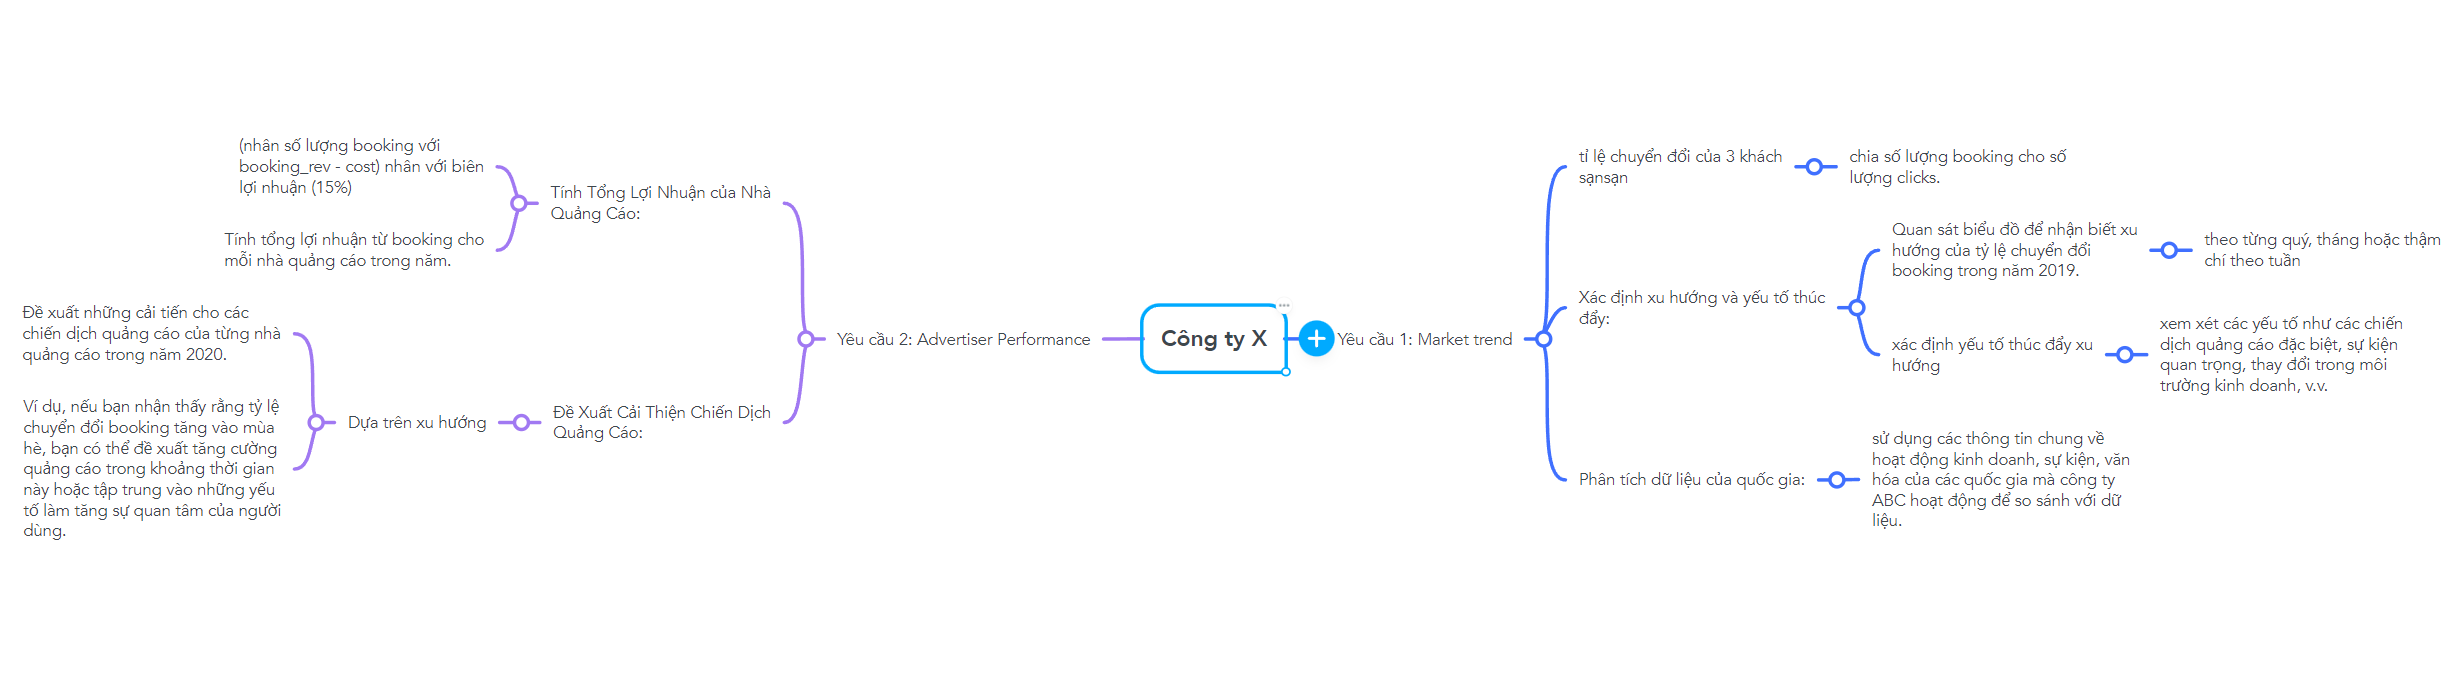 Công ty X
Yêu cầu 1: Market trend
tỉ lệ chuyển đổi của 3 khách
sạnsạn
chia số lượng booking cho số
lượng clicks.
Xác định xu hướng và yếu tố thúc
đẩy:
Quan sát biểu đồ để nhận biết xu
hướng của tỷ lệ chuyển đổi
booking trong năm 2019.
theo từng quý, tháng hoặc thậm
chí theo tuần
xác định yếu tố thúc đẩy xu
hướng
xem xét các yếu tố như các chiến
dịch quảng cáo đặc biệt, sự kiện
quan trọng, thay đổi trong môi
trường kinh doanh, v.v.
Phân tích dữ liệu của quốc gia:
sử dụng các thông tin chung về
hoạt động kinh doanh, sự kiện, văn
hóa của các quốc gia mà công ty
ABC hoạt động để so sánh với dữ
liệu.
Yêu cầu 2: Advertiser Performance
Tính Tổng Lợi Nhuận của Nhà
Quảng Cáo:
(nhân số lượng booking với
booking_rev - cost) nhân với biên
lợi nhuận (15%)
Tính tổng lợi nhuận từ booking cho
mỗi nhà quảng cáo trong năm.
Đề Xuất Cải Thiện Chiến Dịch
Quảng Cáo:
Dựa trên xu hướng
Đề xuất những cải tiến cho các
chiến dịch quảng cáo của từng nhà
quảng cáo trong năm 2020.
Ví dụ, nếu bạn nhận thấy rằng tỷ lệ
chuyển đổi booking tăng vào mùa
hè, bạn có thể đề xuất tăng cường
quảng cáo trong khoảng thời gian
này hoặc tập trung vào những yếu
tố làm tăng sự quan tâm của người
dùng.